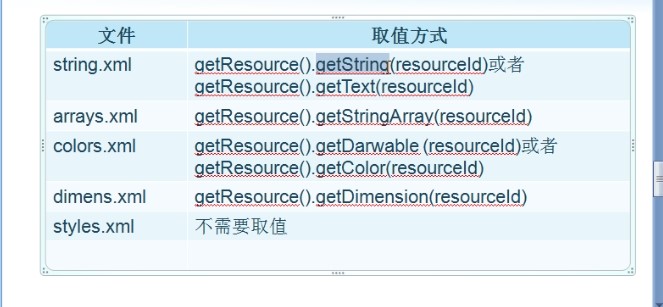 文件 取值方式
string.xml getResource().getString(resourceId)或者
getResource().getText(resourceId)
arrays.xml getResource().getStringArray(resourceId)
colors.xml getResource().getDarwable (resourceId)或者
getResource().getColor(resourceId)
dimens.xml getResource().getDimension(resourceId)
styles.xml 不需要取值